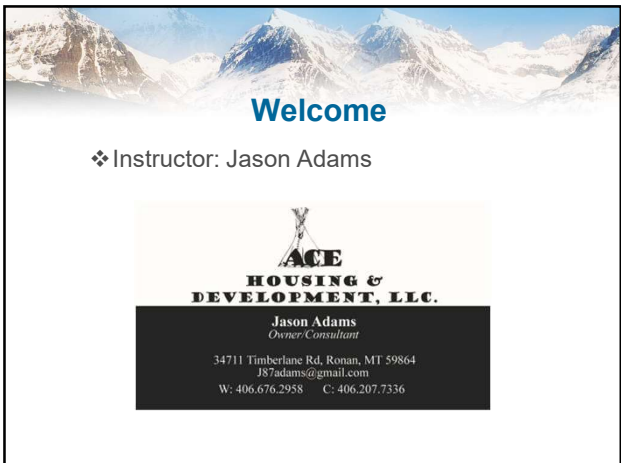 Welcome
❖ Instructor: Jason Adams
ACE
HOUSING &
DEVELOPMENT, LLC.
Jason Adams
Owner/Consultant
34711 Timberlane Rd, Ronan, MT 59864
J87adams@gmail.com
W: 406.676.2958 C: 406.207.7336